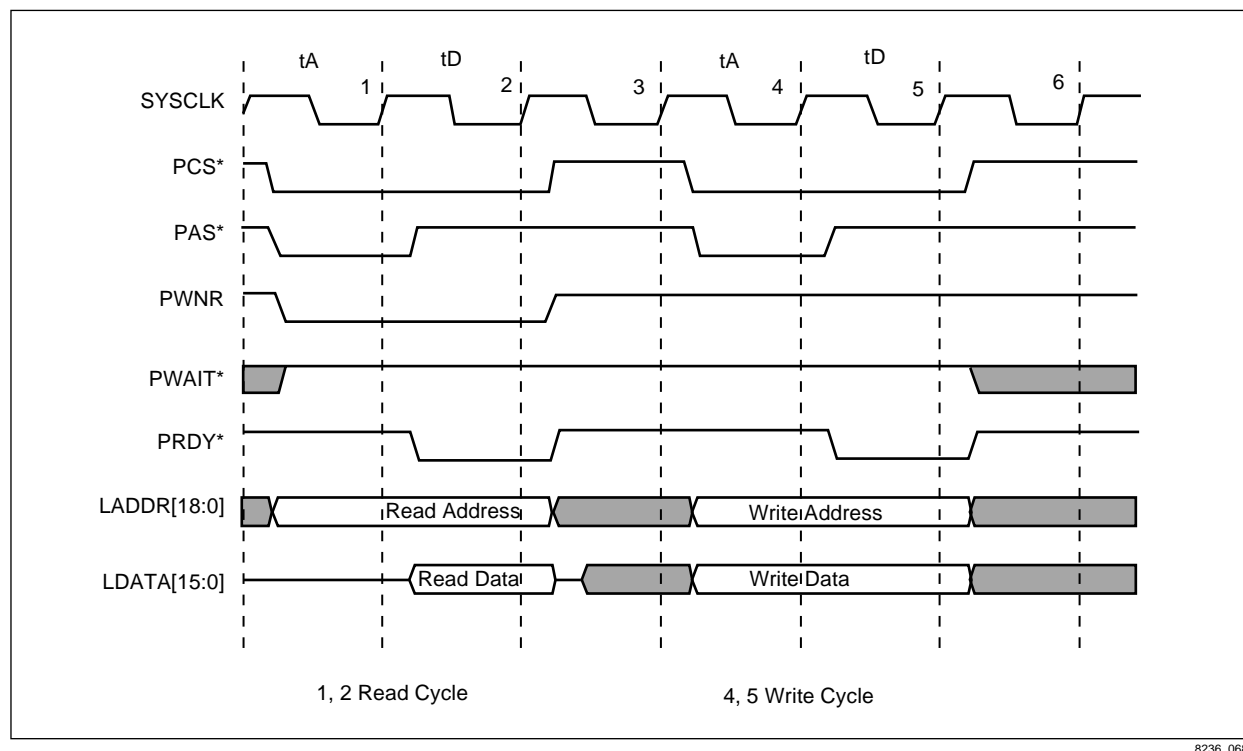 tA tD tA tD
1 2 3 4 5 6
SYSCLK
PCS*
PAS*
PWNR
PWAIT*
PRDY*
LADDR[18:0] Read Address Write Address
LDATA[15:0] Read Data Write Data
1, 2 Read Cycle 4, 5 Write Cycle